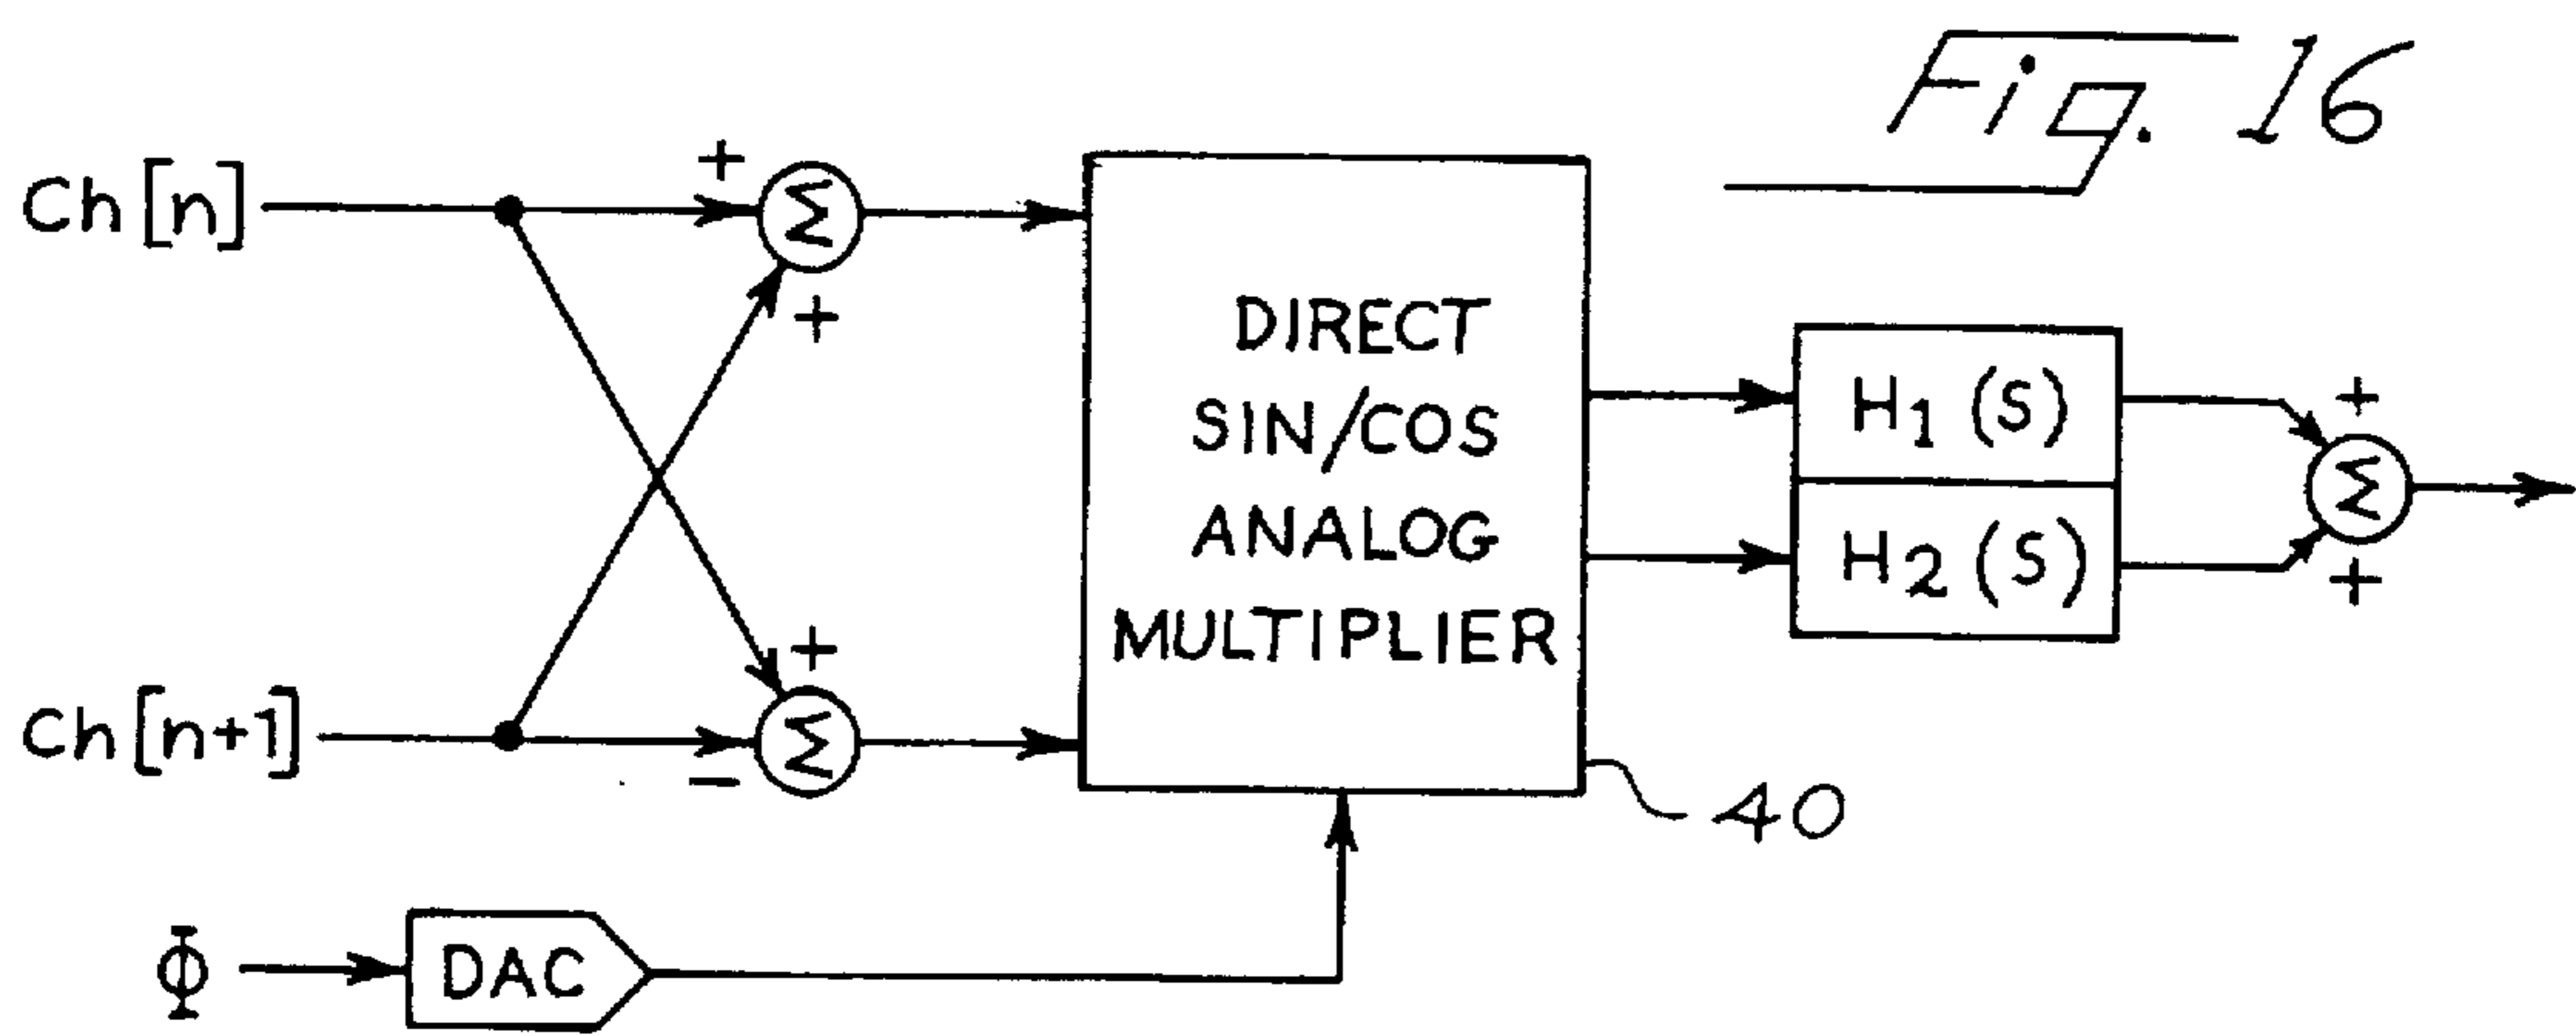 Fig. 16
Ch[n]
+
Σ
+
DIRECT
SIN/COS
ANALOG
MULTIPLIER
H1(S)
H2(S)
+
Σ
+
Ch[n+1]
+
Σ
−
40
Φ
DAC